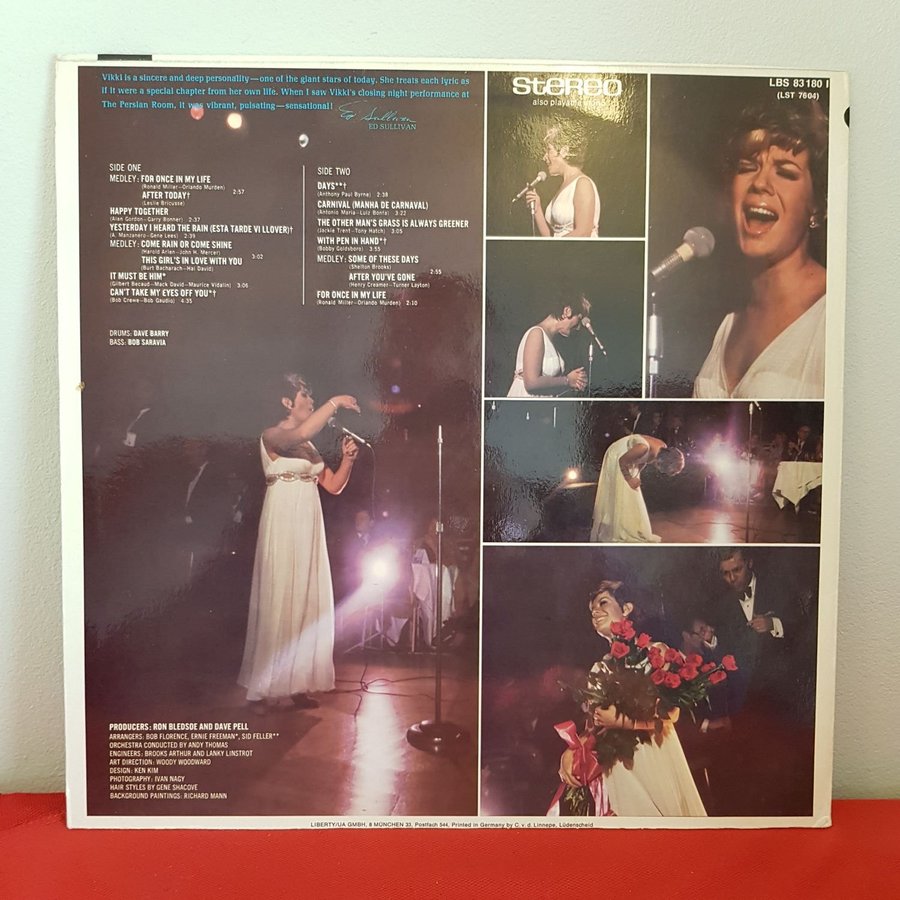 Vikki is a sincere and deep personality—one of the giant stars of today. She treats each lyric as
if it were a special chapter from her own life. When I saw Vikki's closing night performance at
The Persian Room, it was vibrant, pulsating—sensational!
Ed Sullivan
ED SULLIVAN
SIDE ONE
MEDLEY: FOR ONCE IN MY LIFE
(Ronald Miller—Orlando Murden)
2:57
AFTER TODAY†
(Leslie Bricusse)
HAPPY TOGETHER
(Alan Gordon—Garry Bonner) 2:37
YESTERDAY I HEARD THE RAIN (ESTA TARDE VI LLOVER)†
(A. Manzanero—Gene Lees) 2:39
MEDLEY: COME RAIN OR COME SHINE
(Harold Arlen—John H. Mercer)
3:02
THIS GIRL'S IN LOVE WITH YOU
(Burt Bacharach—Hal David)
IT MUST BE HIM*
(Gilbert Becaud—Mack David—Maurice Vidalin) 3:06
CAN'T TAKE MY EYES OFF YOU*†
(Bob Crewe—Bob Gaudio) 4:35
DRUMS: DAVE BARRY
BASS: BOB SARAVIA
SIDE TWO
DAYS**†
(Anthony Paul Byrne) 2:38
CARNIVAL (MANHA DE CARNAVAL)
(Antonio Maria—Luiz Bonfa) 3:22
THE OTHER MAN'S GRASS IS ALWAYS GREENER
(Jackie Trent—Tony Hatch) 3:05
WITH PEN IN HAND*†
(Bobby Goldsboro) 3:55
MEDLEY: SOME OF THESE DAYS
(Shelton Brooks)
2:55
AFTER YOU'VE GONE
(Henry Creamer—Turner Layton)
FOR ONCE IN MY LIFE
(Ronald Miller—Orlando Murden) 2:10
PRODUCERS: RON BLEDSOE AND DAVE PELL
ARRANGERS: BOB FLORENCE, ERNIE FREEMAN*, SID FELLER**
ORCHESTRA CONDUCTED BY ANDY THOMAS
ENGINEERS: BROOKS ARTHUR AND LANKY LINSTROT
ART DIRECTION: WOODY WOODWARD
DESIGN: KEN KIM
PHOTOGRAPHY: IVAN NAGY
HAIR STYLES BY GENE SHACOVE
BACKGROUND PAINTINGS: RICHARD MANN
STEREO
also playable
LBS 83180 I
(LST 7604)
LIBERTY/UA GMBH, 8 MÜNCHEN 33, Postfach 544, Printed in Germany by C. v. d. Linnepe, Lüdenscheid